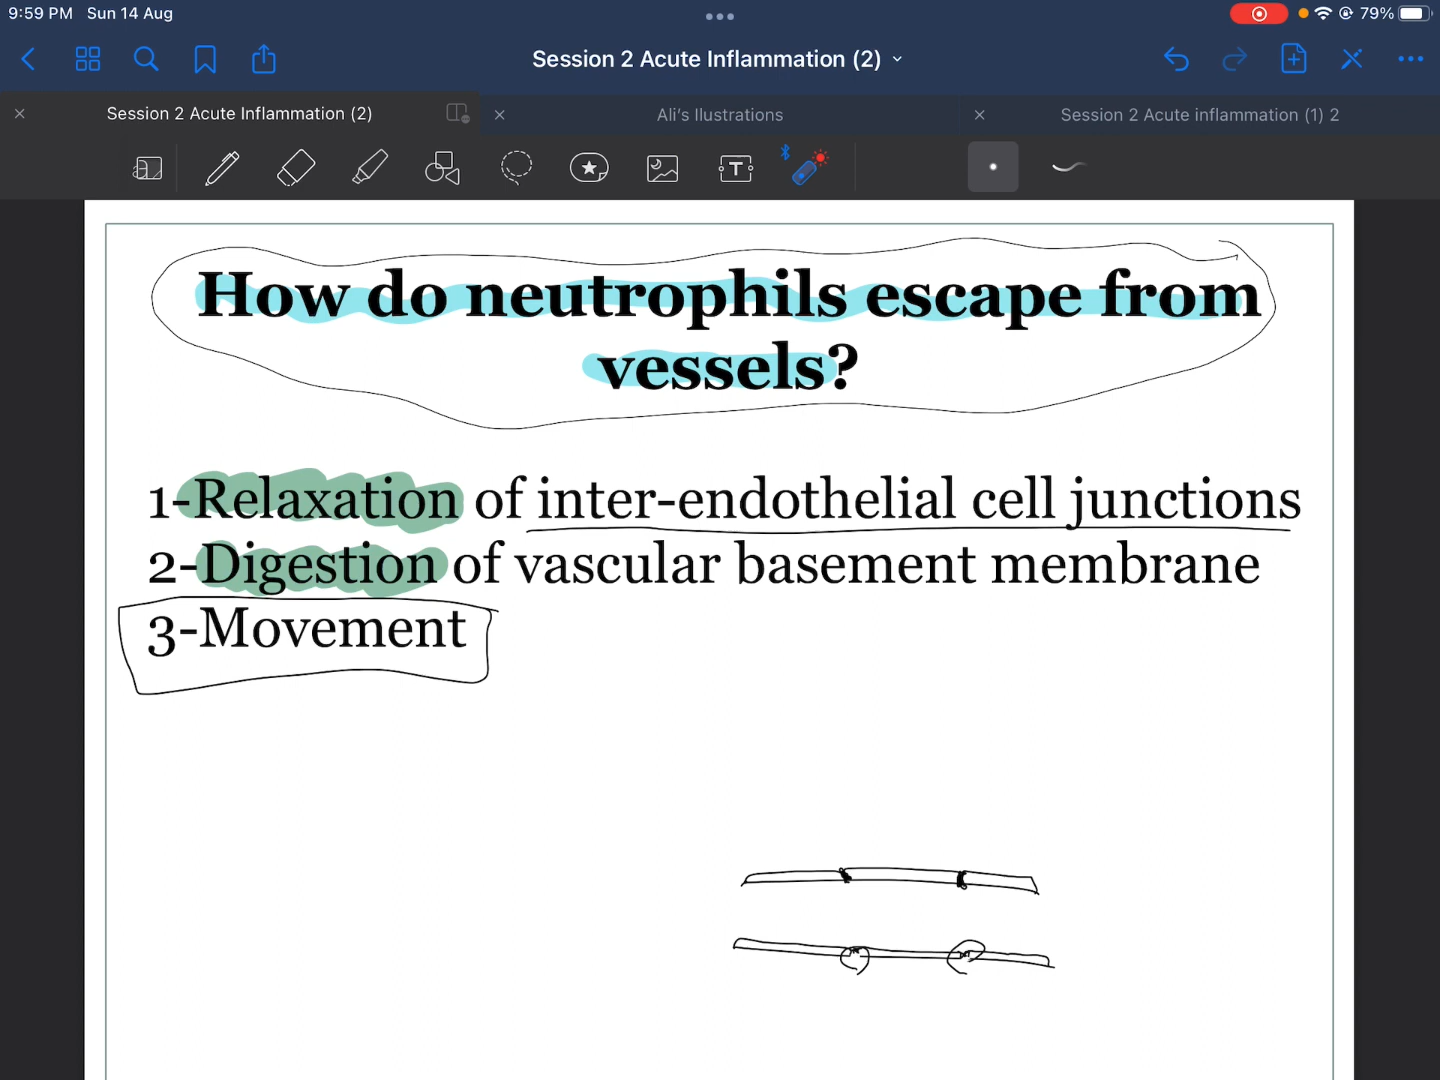 9:59 PM Sun 14 Aug
79%
Session 2 Acute Inflammation (2)
Session 2 Acute Inflammation (2)
Ali's Ilustrations
Session 2 Acute inflammation (1) 2
How do neutrophils escape from
vessels?
1-Relaxation of inter-endothelial cell junctions
2-Digestion of vascular basement membrane
3-Movement